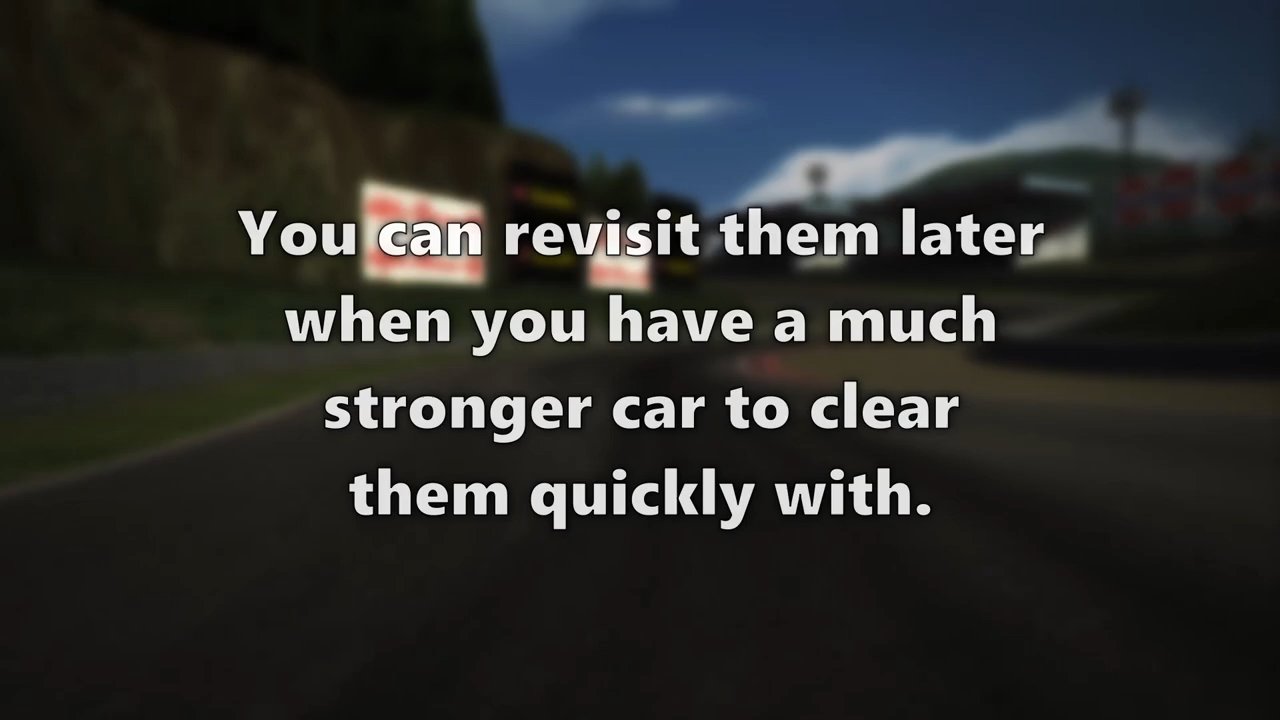 You can revisit them later
when you have a much
stronger car to clear
them quickly with.